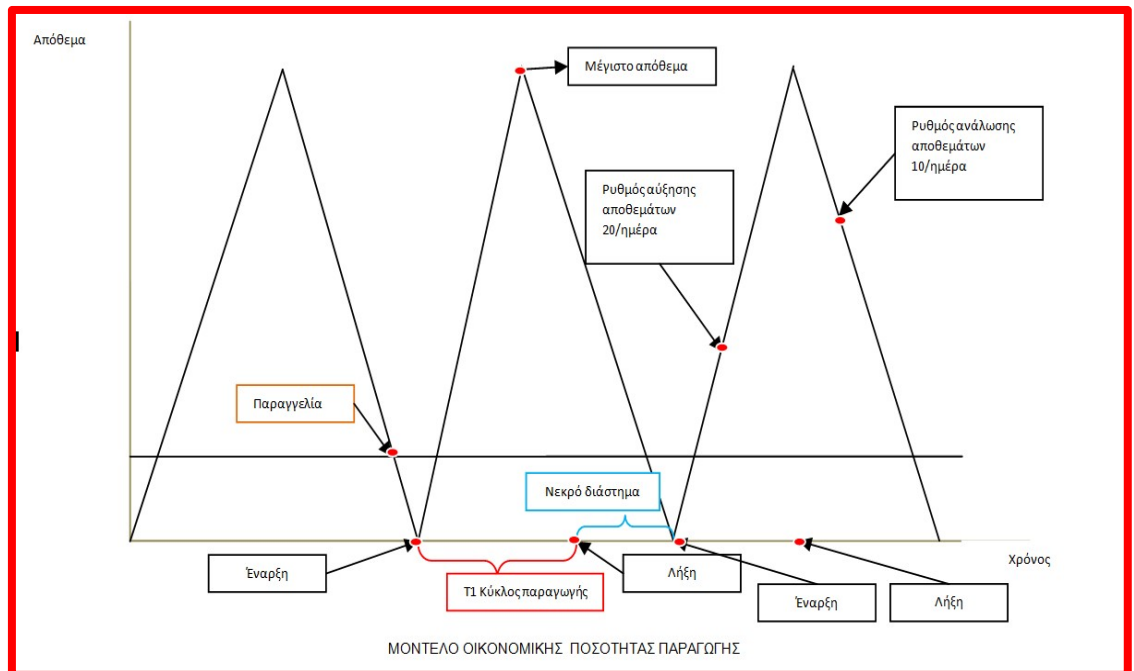 Απόθεμα
Μέγιστο απόθεμα
Ρυθμός ανάλωσης
αποθεμάτων
10/ημέρα
Ρυθμός αύξησης
αποθεμάτων
20/ημέρα
Παραγγελία
Νεκρό διάστημα
Χρόνος
Έναρξη
Τ1 Κύκλος παραγωγής
Λήξη
Έναρξη
Λήξη
ΜΟΝΤΕΛΟ ΟΙΚΟΝΟΜΙΚΗΣ ΠΟΣΟΤΗΤΑΣ ΠΑΡΑΓΩΓΗΣ